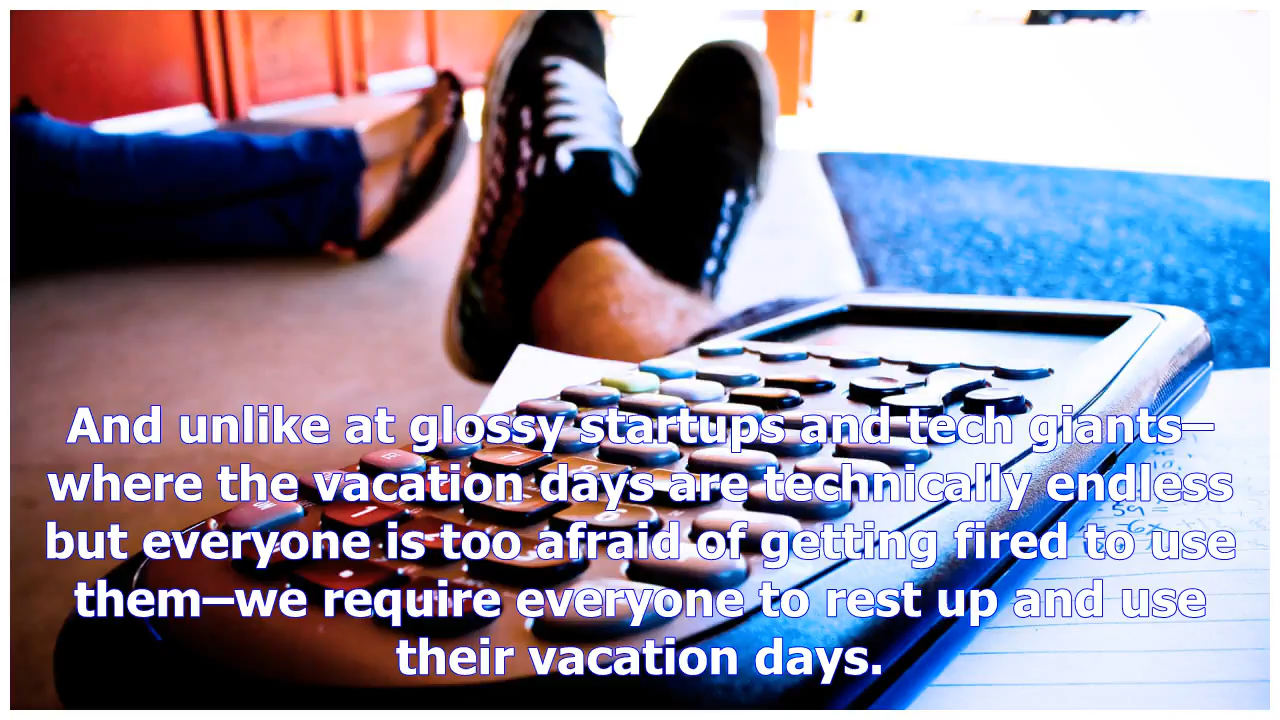 And unlike at glossy startups and tech giants—
where the vacation days are technically endless
but everyone is too afraid of getting fired to use
them—we require everyone to rest up and use
their vacation days.